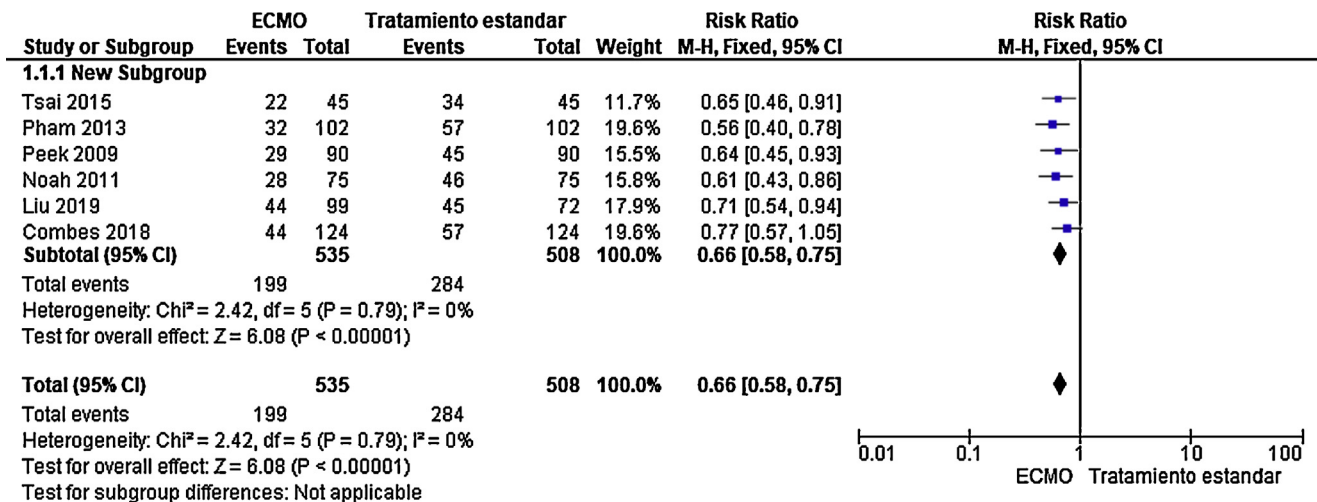 ECMO Tratamiento estandar Risk Ratio Risk Ratio
Study or Subgroup Events Total Events Total Weight M-H, Fixed, 95% CI M-H, Fixed, 95% CI
1.1.1 New Subgroup
Tsai 2015 22 45 34 45 11.7% 0.65 [0.46, 0.91]
Pham 2013 32 102 57 102 19.6% 0.56 [0.40, 0.78]
Peek 2009 29 90 45 90 15.5% 0.64 [0.45, 0.93]
Noah 2011 28 75 46 75 15.8% 0.61 [0.43, 0.86]
Liu 2019 44 99 45 72 17.9% 0.71 [0.54, 0.94]
Combes 2018 44 124 57 124 19.6% 0.77 [0.57, 1.05]
Subtotal (95% CI) 535 508 100.0% 0.66 [0.58, 0.75]
Total events 199 284
Heterogeneity: Chi² = 2.42, df = 5 (P = 0.79); I² = 0%
Test for overall effect: Z = 6.08 (P < 0.00001)
Total (95% CI) 535 508 100.0% 0.66 [0.58, 0.75]
Total events 199 284
Heterogeneity: Chi² = 2.42, df = 5 (P = 0.79); I² = 0%
Test for overall effect: Z = 6.08 (P < 0.00001)
Test for subgroup differences: Not applicable
0.01 0.1 1 10 100
ECMO Tratamiento estandar